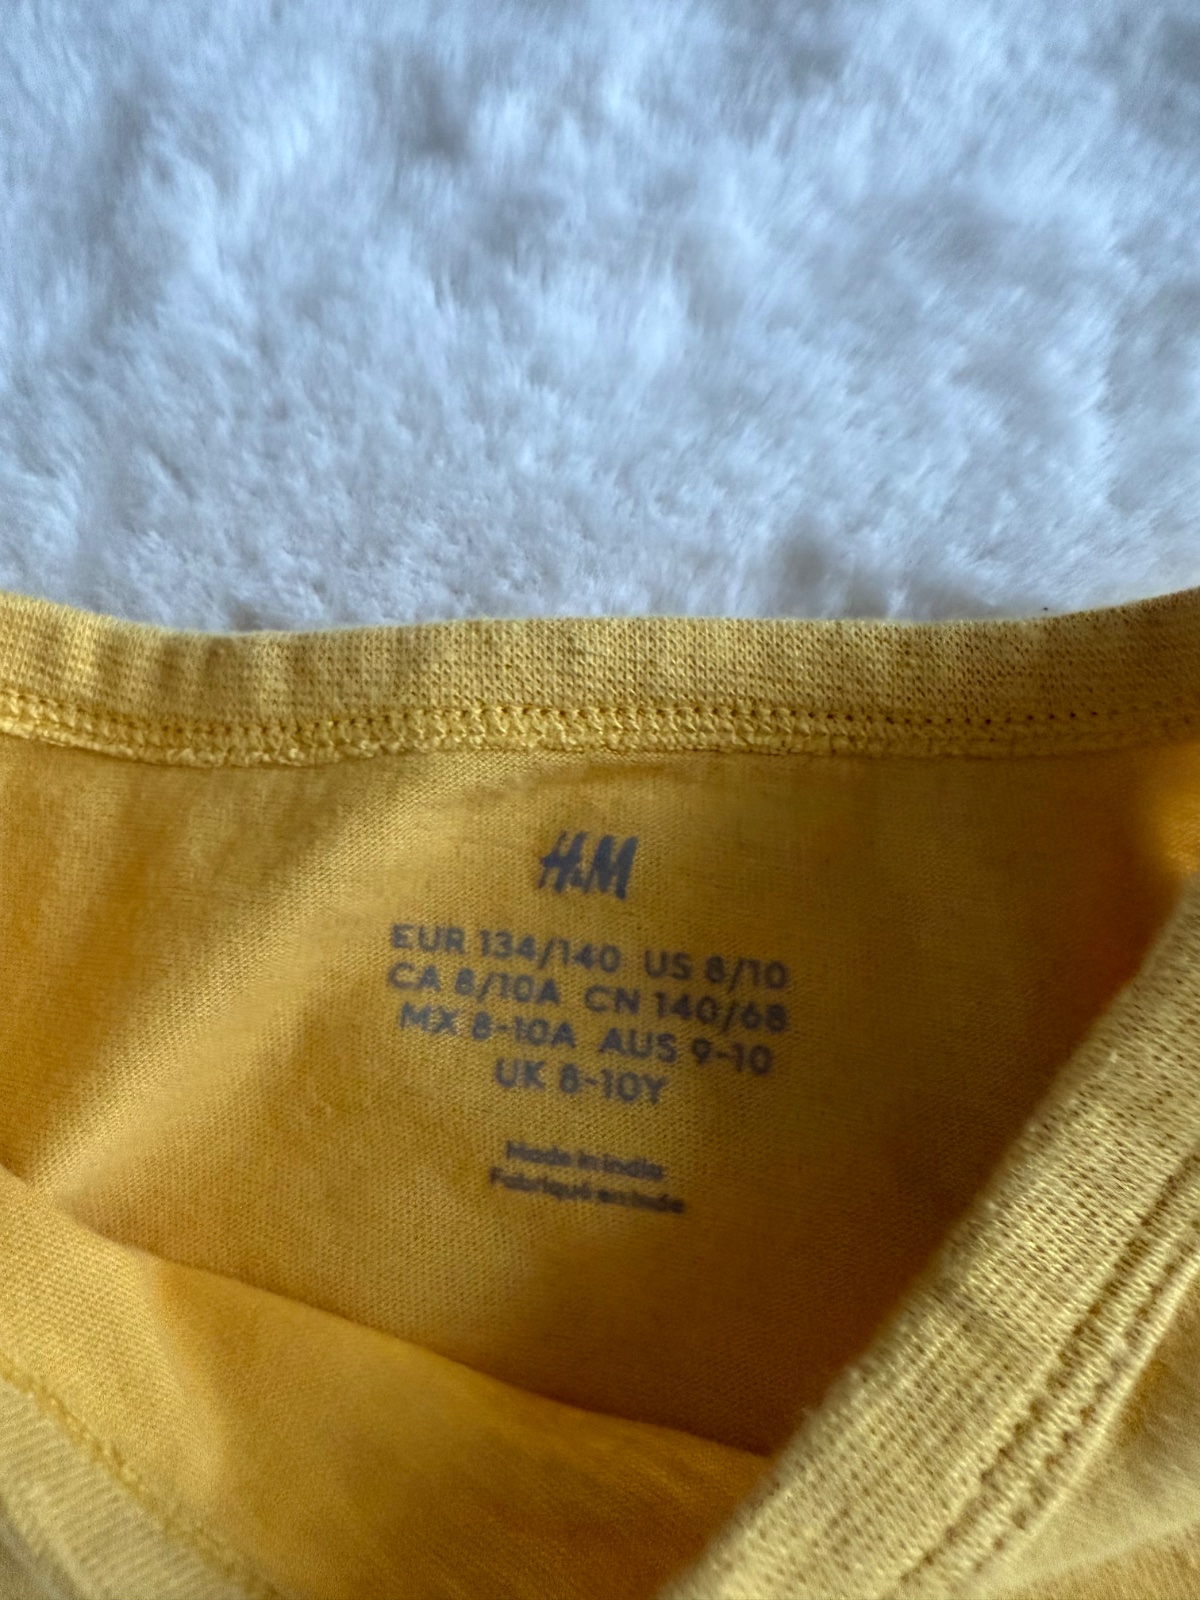 H&M
EUR 134/140 US 8/10
CA 8/10A CN 140/68
MX 8-10A AUS 9-10
UK 8-10Y
Made in India
Fabriqué en Inde